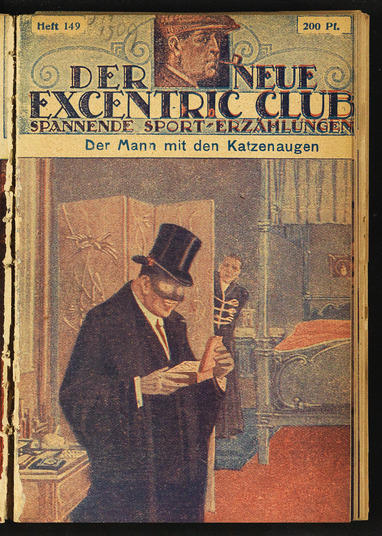 Heft 149
200 Pf.
DER NEUE
EXCENTRIC CLUB
SPANNENDE SPORT-ERZÄHLUNGEN
Der Mann mit den Katzenaugen